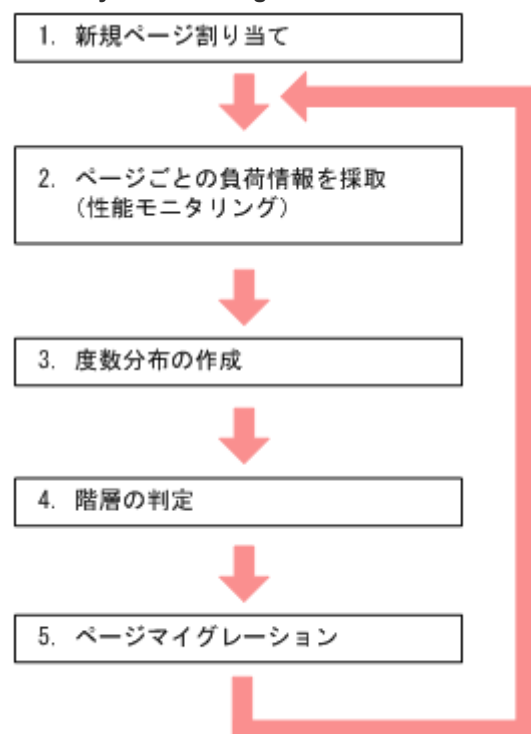 1. 新規ページ割り当て
2. ページごとの負荷情報を採取
(性能モニタリング)
3. 度数分布の作成
4. 階層の判定
5. ページマイグレーション